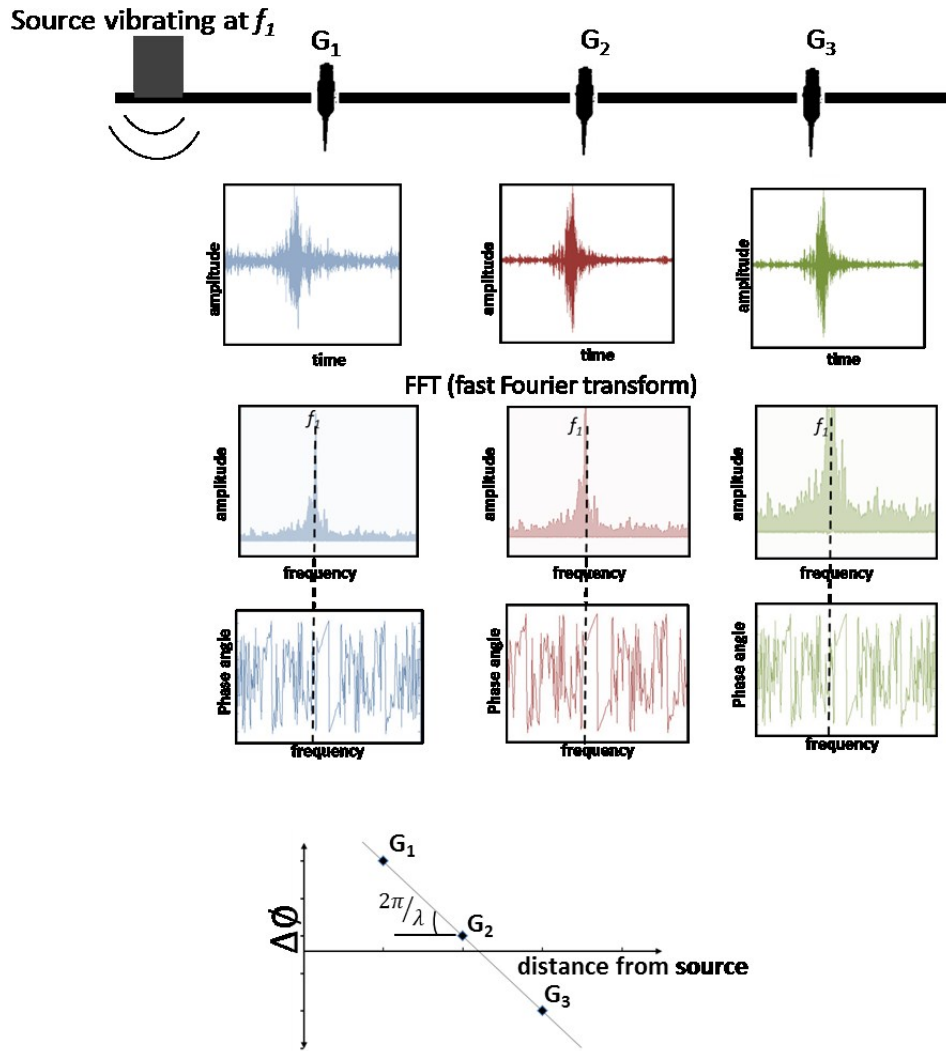 Source vibrating at f₁
G₁ G₂ G₃
amplitude amplitude amplitude
time time time
FFT (fast Fourier transform)
f₁ f₁ f₁
amplitude amplitude amplitude
frequency frequency frequency
Phase angle Phase angle Phase angle
frequency frequency frequency
G₁
2π/λ
G₂
ΔØ
distance from source
G₃